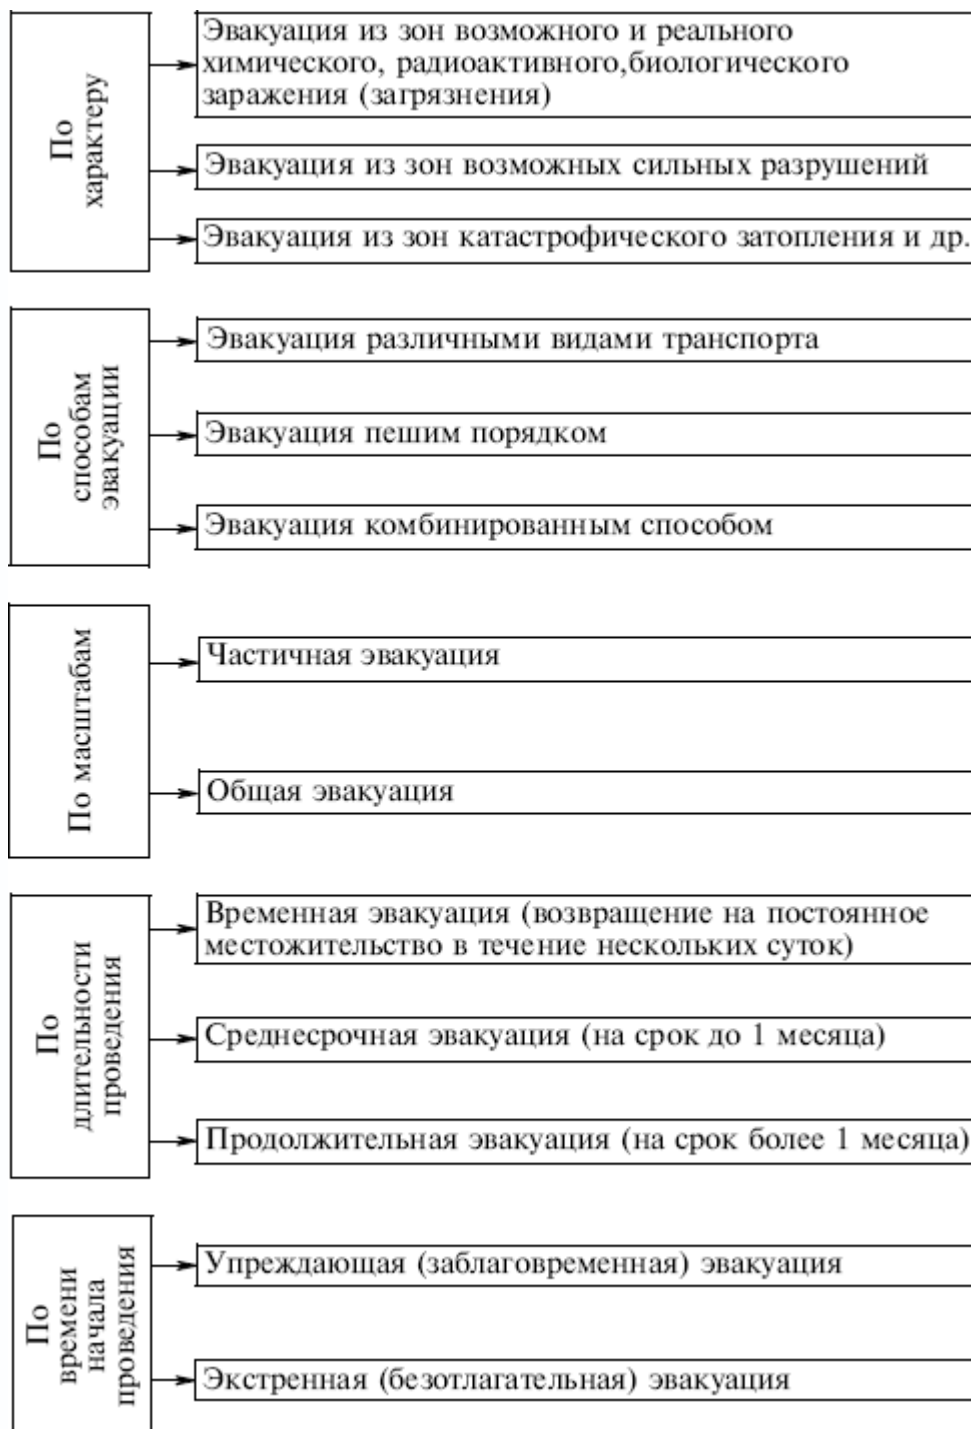 По
характеру
Эвакуация из зон возможного и реального
химического, радиоактивного,биологического
заражения (загрязнения)
Эвакуация из зон возможных сильных разрушений
Эвакуация из зон катастрофического затопления и др.
По
способам
эвакуации
Эвакуация различными видами транспорта
Эвакуация пешим порядком
Эвакуация комбинированным способом
По масштабам
Частичная эвакуация
Общая эвакуация
По
длительности
проведения
Временная эвакуация (возвращение на постоянное
местожительство в течение нескольких суток)
Среднесрочная эвакуация (на срок до 1 месяца)
Продолжительная эвакуация (на срок более 1 месяца)
По
времени
начала
проведения
Упреждающая (заблаговременная) эвакуация
Экстренная (безотлагательная) эвакуация